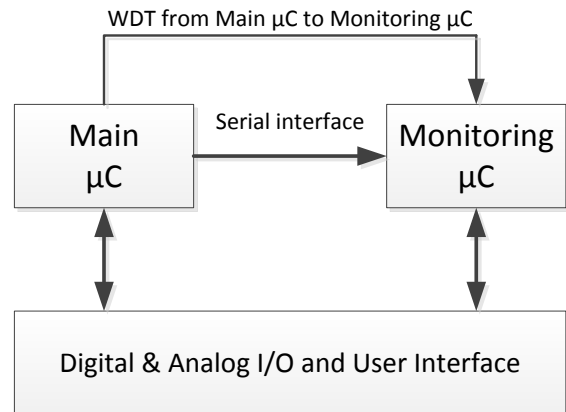 WDT from Main µC to Monitoring µC
Main
µC
Serial interface
Monitoring
µC
Digital & Analog I/O and User Interface